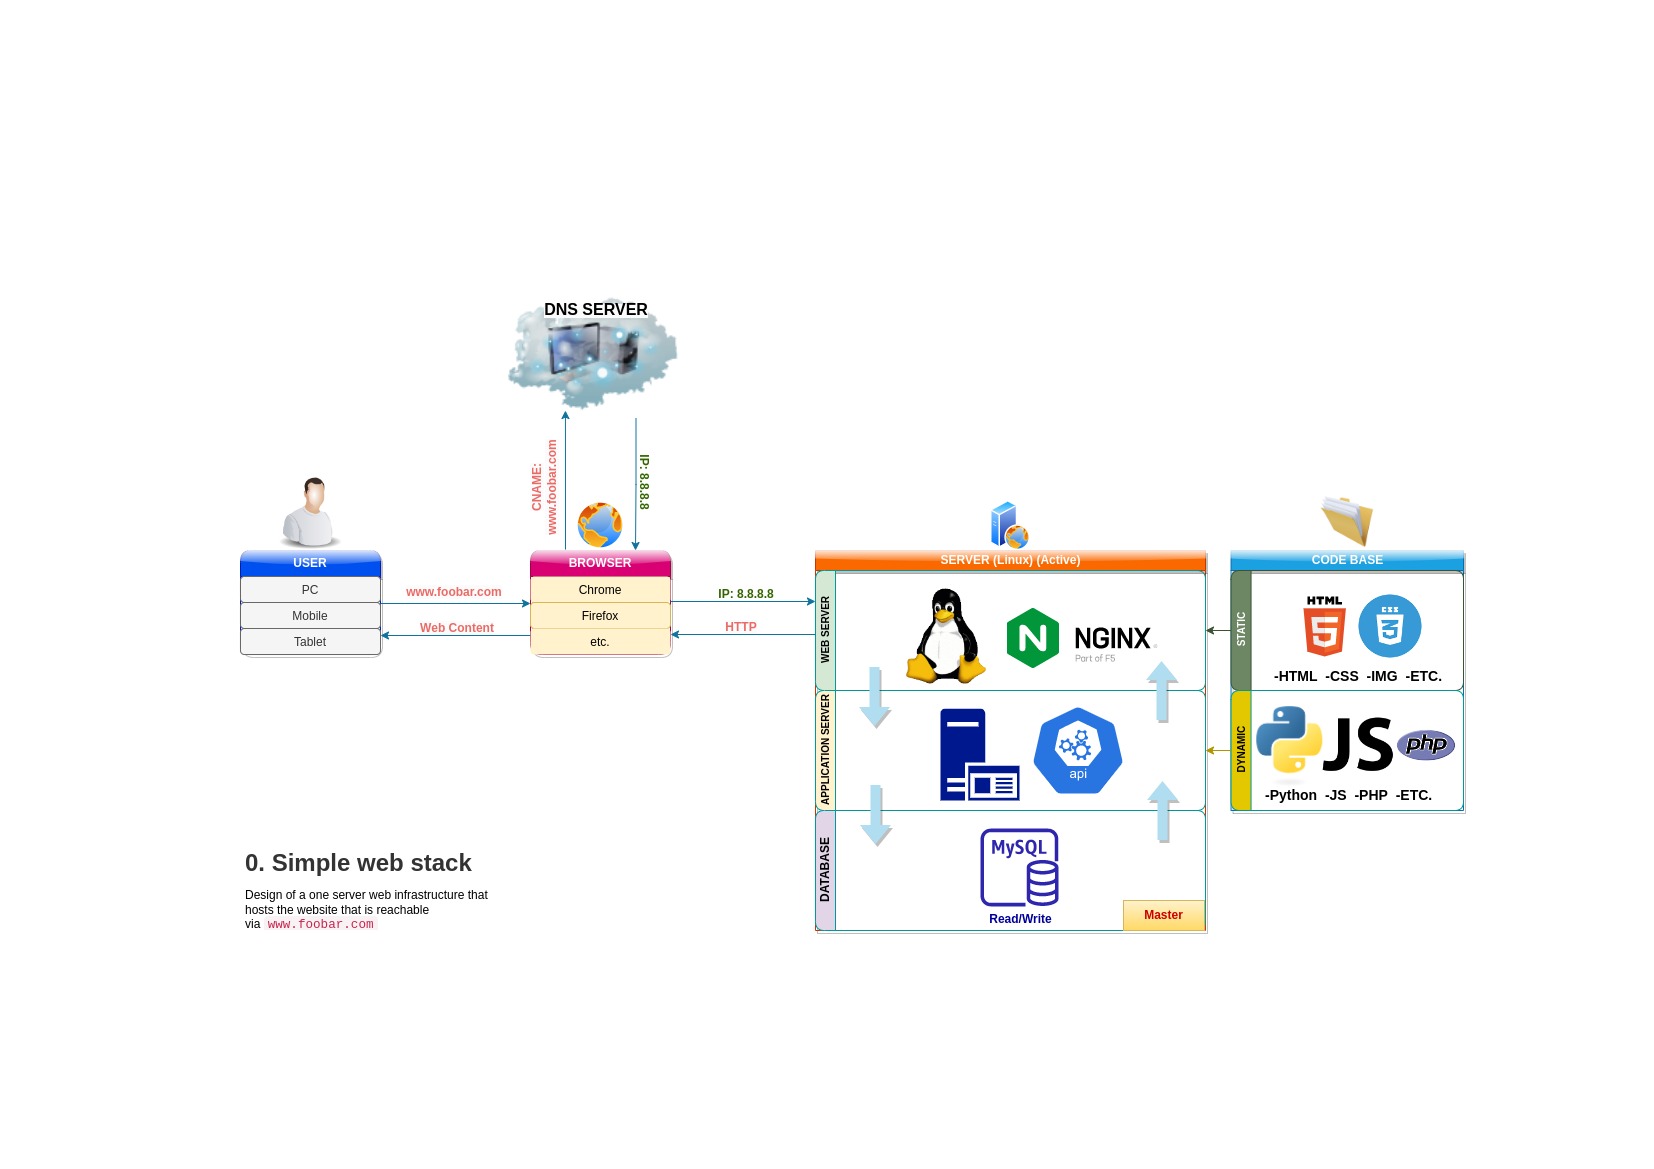 DNS SERVER
CNAME:
www.foobar.com
IP: 8.8.8.8
USER
PC
Mobile
Tablet
www.foobar.com
Web Content
BROWSER
Chrome
Firefox
etc.
IP: 8.8.8.8
HTTP
SERVER (Linux) (Active)
WEB SERVER
NGINX
Part of F5
APPLICATION SERVER
api
DATABASE
MySQL
Read/Write
Master
CODE BASE
STATIC
HTML
5
CSS
3
-HTML -CSS -IMG -ETC.
DYNAMIC
JS
php
-Python -JS -PHP -ETC.
0. Simple web stack
Design of a one server web infrastructure that
hosts the website that is reachable
via www.foobar.com